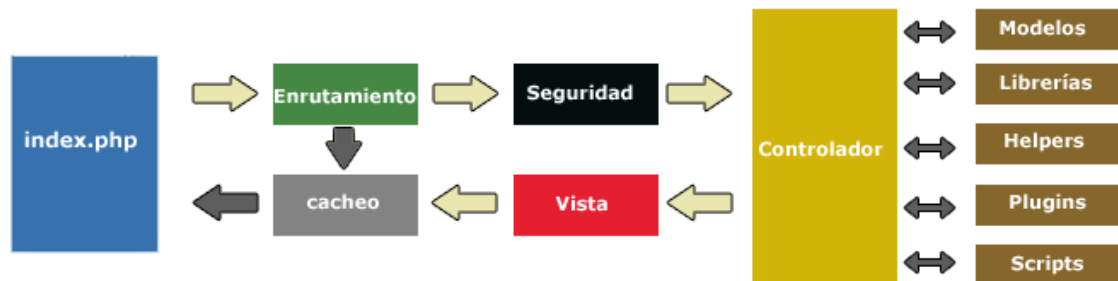 index.php
Enrutamiento
Seguridad
Controlador
cacheo
Vista
Modelos
Librerías
Helpers
Plugins
Scripts